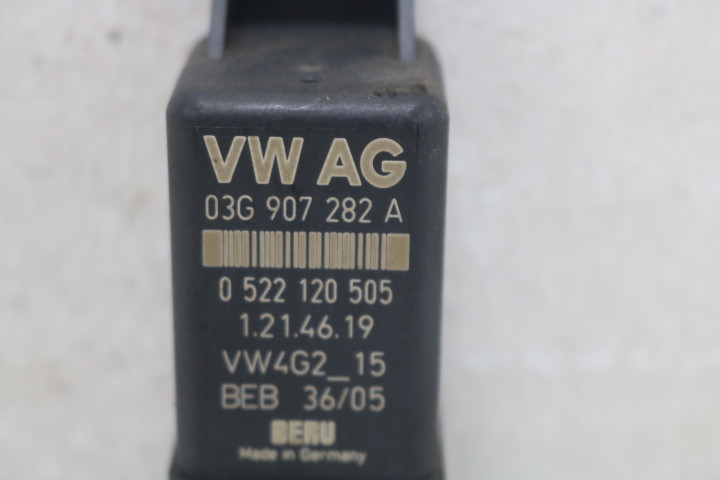 VW AG
03G 907 282 A
0 522 120 505
1.21.46.19
VW4G2_15
BEB 36/05
BERU
Made in Germany